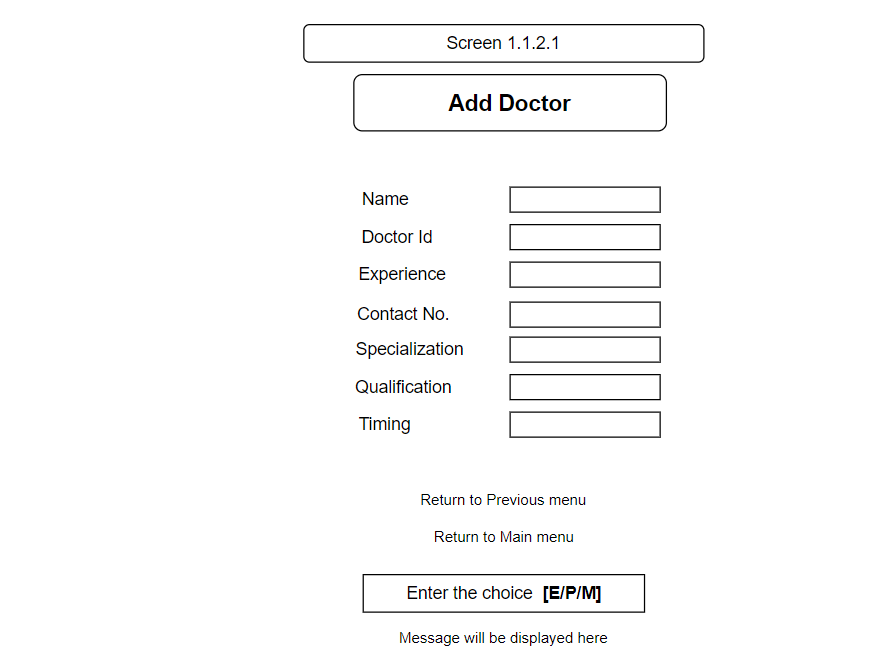 Screen 1.1.2.1
Add Doctor
Name
Doctor Id
Experience
Contact No.
Specialization
Qualification
Timing
Return to Previous menu
Return to Main menu
Enter the choice [E/P/M]
Message will be displayed here